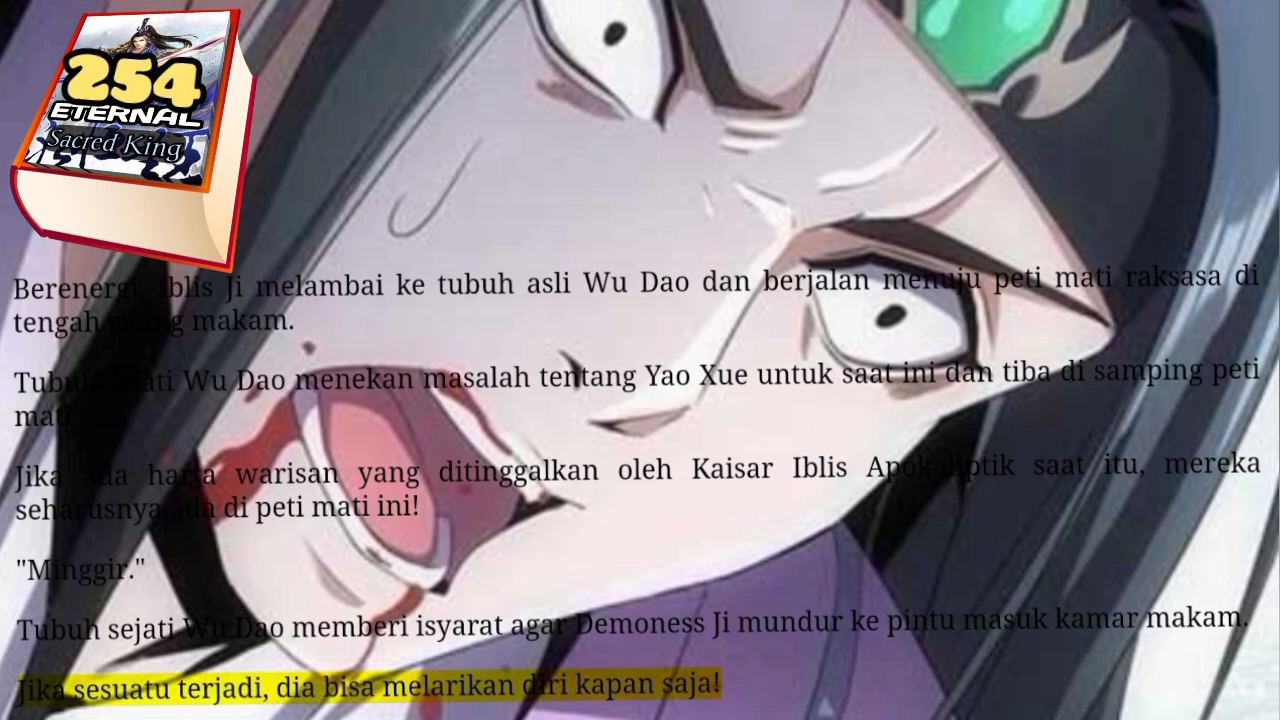 254
ETERNAL
Sacred King
Berenergi, Iblis Ji melambai ke tubuh asli Wu Dao dan berjalan menuju peti mati raksasa di
tengah ruang makam.
Tubuh sejati Wu Dao menekan masalah tentang Yao Xue untuk saat ini dan tiba di samping peti
mati.
Jika ada harta warisan yang ditinggalkan oleh Kaisar Iblis Apokaliptik saat itu, mereka
seharusnya ada di peti mati ini!
"Minggir."
Tubuh sejati Wu Dao memberi isyarat agar Demoness Ji mundur ke pintu masuk kamar makam.
Jika sesuatu terjadi, dia bisa melarikan diri kapan saja!